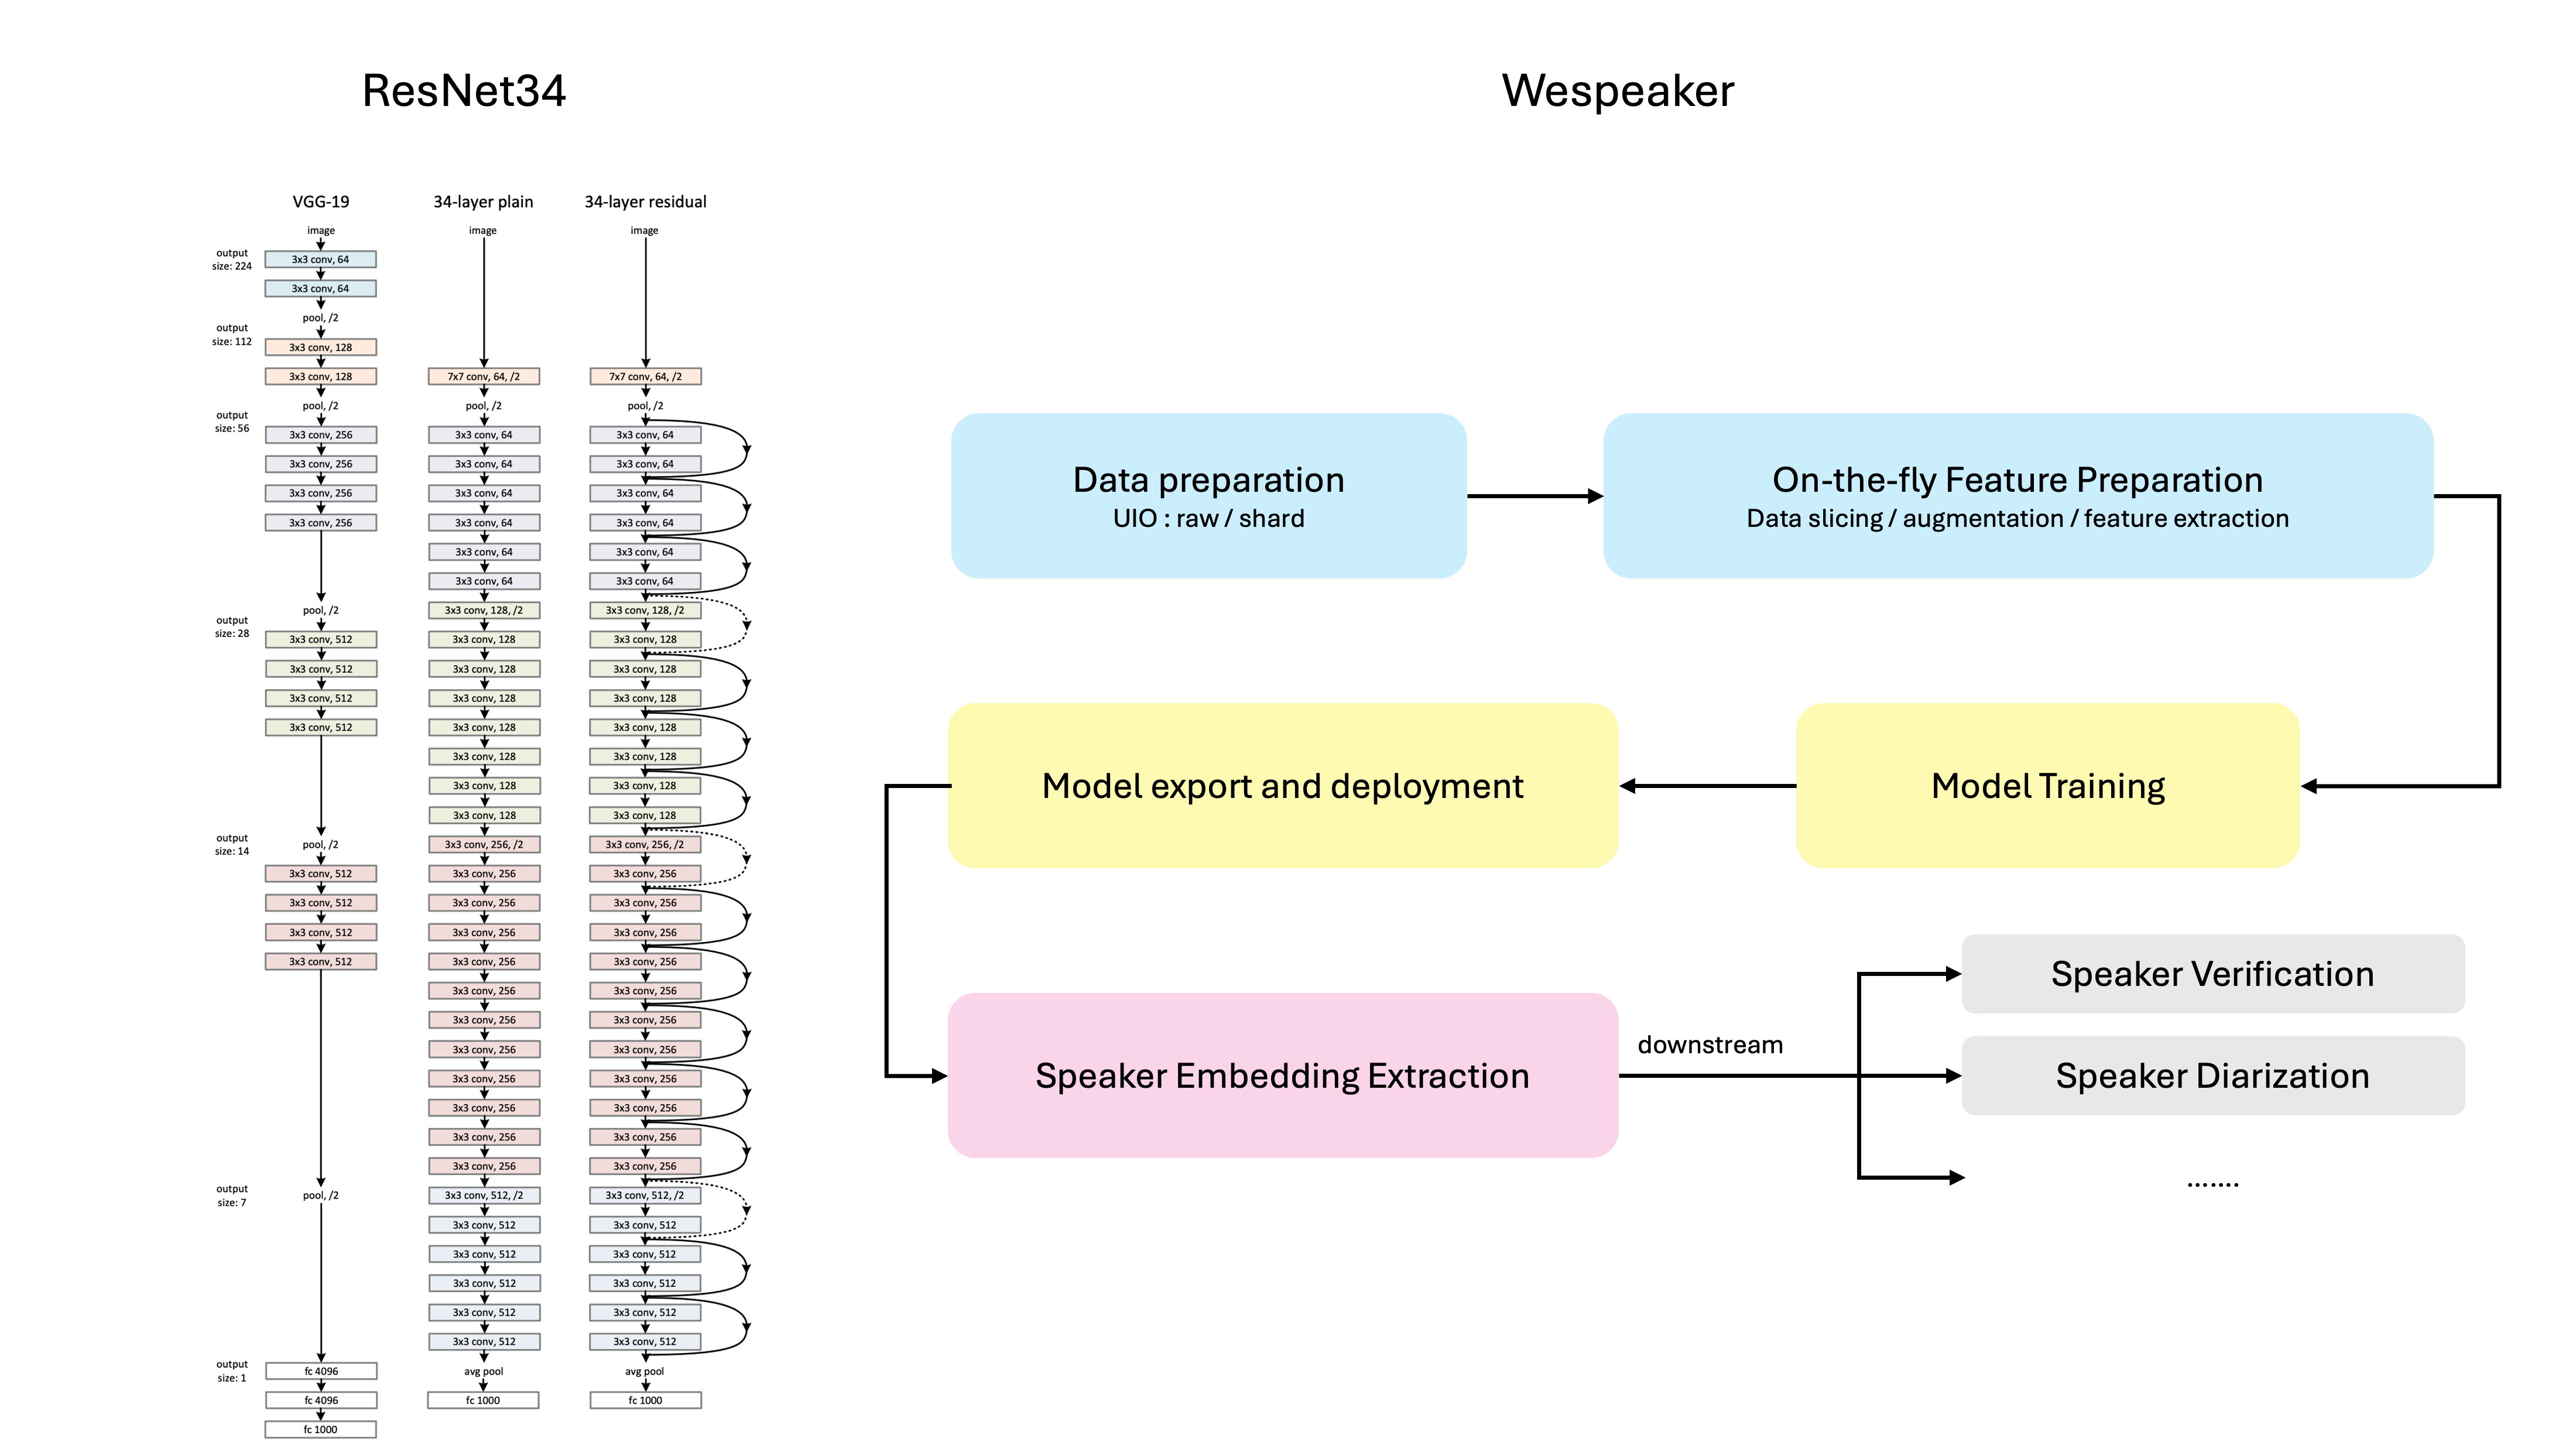 ResNet34
VGG-19
image
output
size: 224
3x3 conv, 64
3x3 conv, 64
pool, /2
output
size: 112
3x3 conv, 128
3x3 conv, 128
pool, /2
output
size: 56
3x3 conv, 256
3x3 conv, 256
3x3 conv, 256
3x3 conv, 256
pool, /2
output
size: 28
3x3 conv, 512
3x3 conv, 512
3x3 conv, 512
3x3 conv, 512
output
size: 14
pool, /2
3x3 conv, 512
3x3 conv, 512
3x3 conv, 512
3x3 conv, 512
output
size: 7
pool, /2
output
size: 1
fc 4096
fc 4096
fc 1000
34-layer plain
image
7x7 conv, 64, /2
pool, /2
3x3 conv, 64
3x3 conv, 64
3x3 conv, 64
3x3 conv, 64
3x3 conv, 64
3x3 conv, 64
3x3 conv, 128, /2
3x3 conv, 128
3x3 conv, 128
3x3 conv, 128
3x3 conv, 128
3x3 conv, 128
3x3 conv, 128
3x3 conv, 128
3x3 conv, 256, /2
3x3 conv, 256
3x3 conv, 256
3x3 conv, 256
3x3 conv, 256
3x3 conv, 256
3x3 conv, 256
3x3 conv, 256
3x3 conv, 256
3x3 conv, 256
3x3 conv, 256
3x3 conv, 256
3x3 conv, 512, /2
3x3 conv, 512
3x3 conv, 512
3x3 conv, 512
3x3 conv, 512
3x3 conv, 512
avg pool
fc 1000
34-layer residual
image
7x7 conv, 64, /2
pool, /2
3x3 conv, 64
3x3 conv, 64
3x3 conv, 64
3x3 conv, 64
3x3 conv, 64
3x3 conv, 64
3x3 conv, 128, /2
3x3 conv, 128
3x3 conv, 128
3x3 conv, 128
3x3 conv, 128
3x3 conv, 128
3x3 conv, 128
3x3 conv, 128
3x3 conv, 256, /2
3x3 conv, 256
3x3 conv, 256
3x3 conv, 256
3x3 conv, 256
3x3 conv, 256
3x3 conv, 256
3x3 conv, 256
3x3 conv, 256
3x3 conv, 256
3x3 conv, 256
3x3 conv, 256
3x3 conv, 512, /2
3x3 conv, 512
3x3 conv, 512
3x3 conv, 512
3x3 conv, 512
3x3 conv, 512
avg pool
fc 1000
Wespeaker
Data preparation
UIO : raw / shard
On-the-fly Feature Preparation
Data slicing / augmentation / feature extraction
Model Training
Model export and deployment
Speaker Embedding Extraction
downstream
Speaker Verification
Speaker Diarization
.......